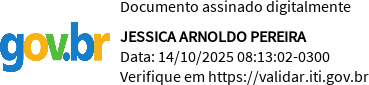 Documento assinado digitalmente
gov.br
JESSICA ARNOLDO PEREIRA
Data: 14/10/2025 08:13:02-0300
Verifique em https://validar.iti.gov.br